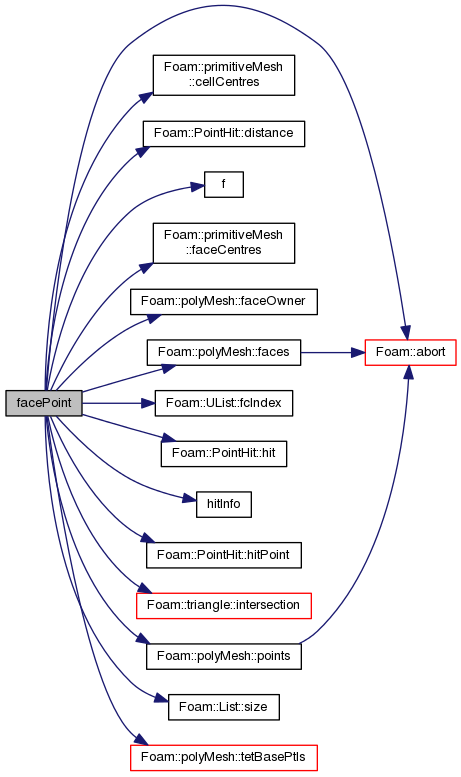 Foam::primitiveMesh
::cellCentres
Foam::PointHit::distance
f
Foam::primitiveMesh
::faceCentres
Foam::polyMesh::faceOwner
Foam::polyMesh::faces
Foam::abort
facePoint
Foam::UList::fcIndex
Foam::PointHit::hit
hitInfo
Foam::PointHit::hitPoint
Foam::triangle::intersection
Foam::polyMesh::points
Foam::List::size
Foam::polyMesh::tetBasePtIs